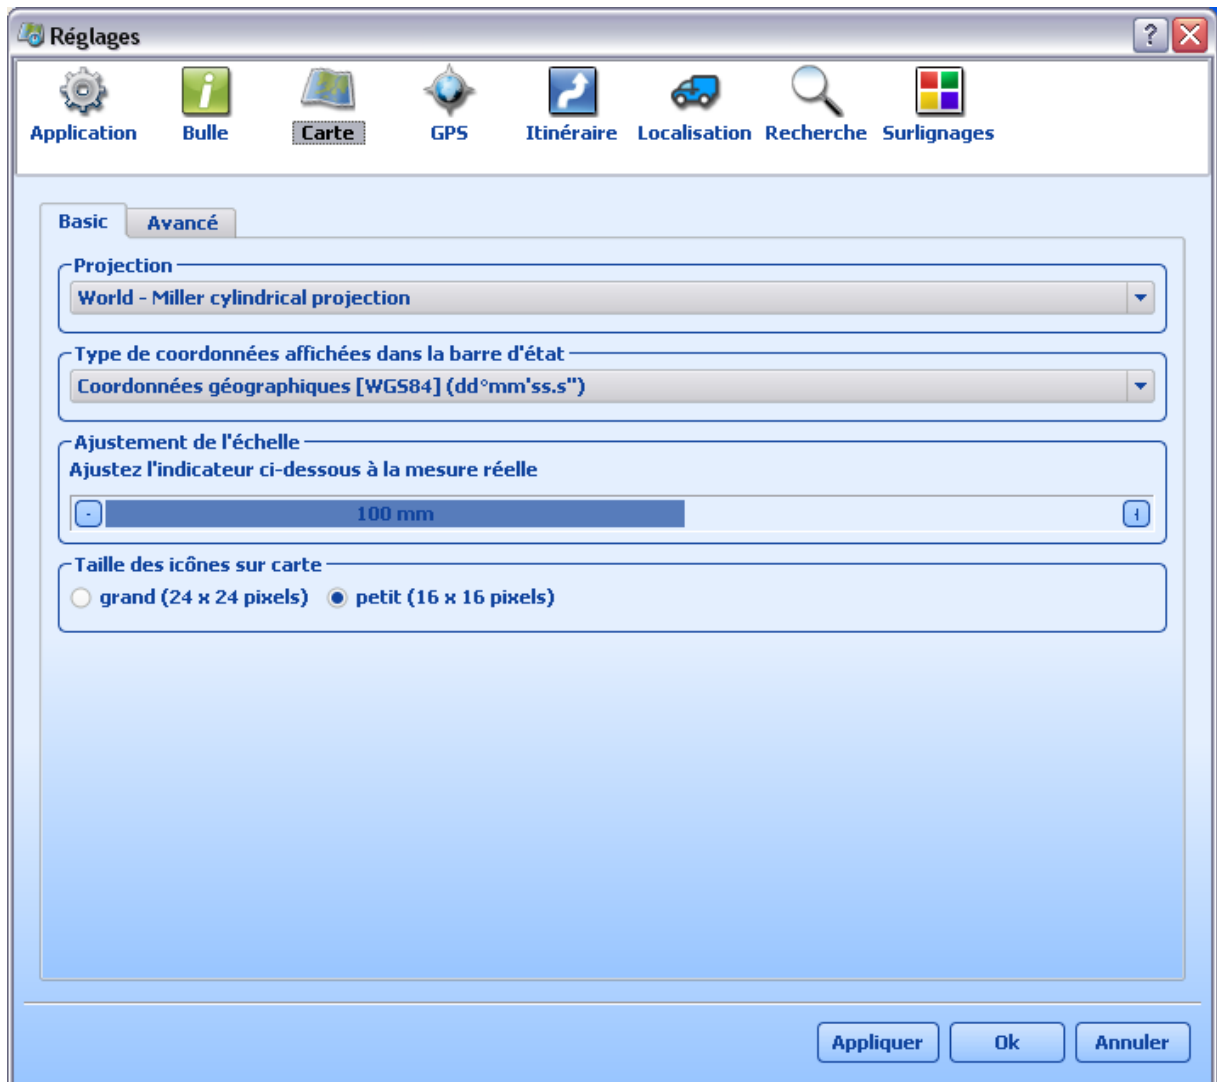 Réglages
Application Bulle Carte GPS Itinéraire Localisation Recherche Surlignages
Basic Avancé
Projection
World - Miller cylindrical projection
Type de coordonnées affichées dans la barre d'état
Coordonnées géographiques [WGS84] (dd°mm'ss.s")
Ajustement de l'échelle
Ajustez l'indicateur ci-dessous à la mesure réelle
- 100 mm
Taille des icônes sur carte
grand (24 x 24 pixels) petit (16 x 16 pixels)
Appliquer Ok Annuler